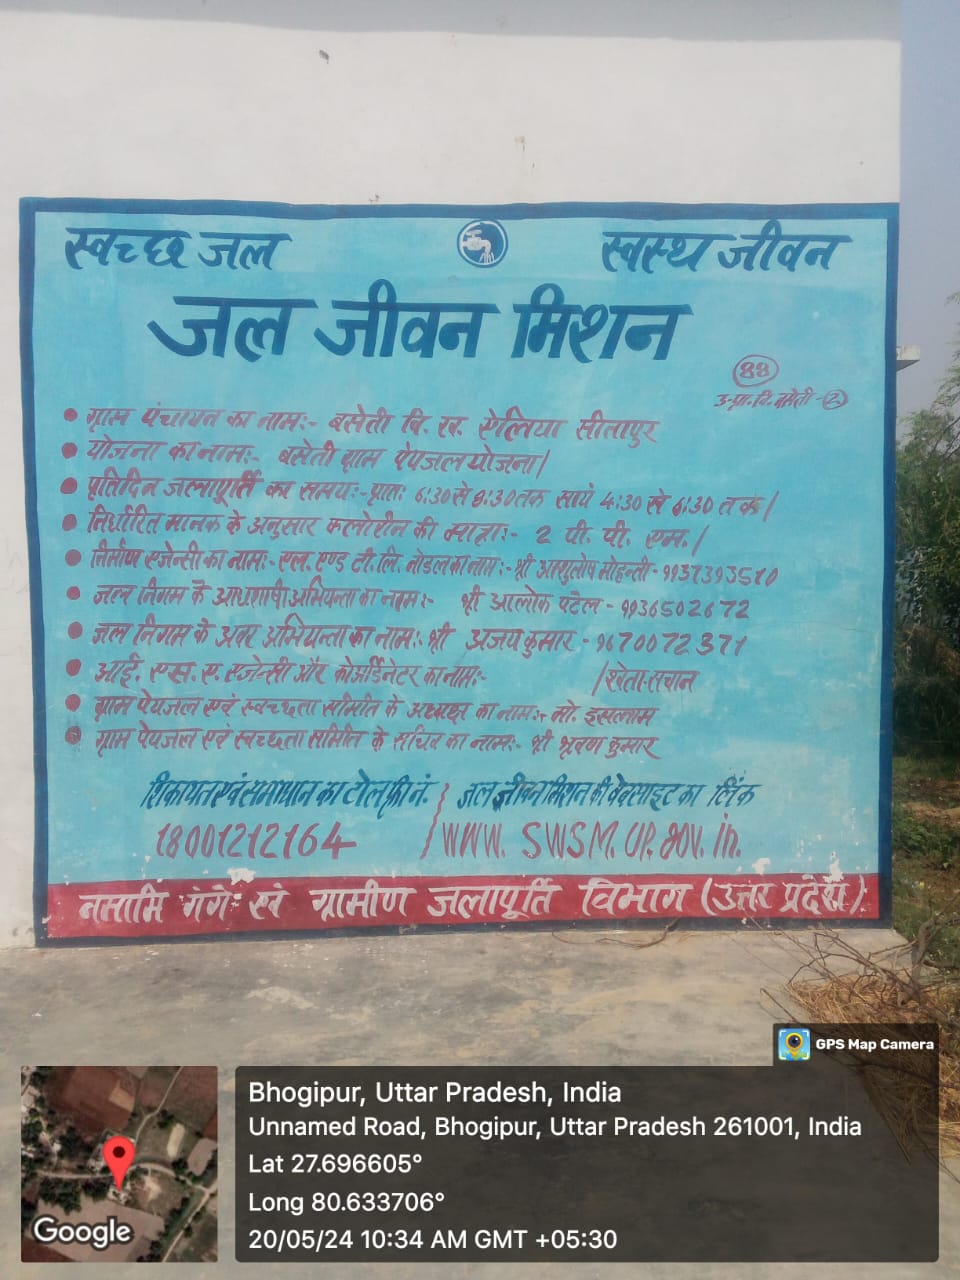 स्वच्छ जल
स्वस्थ जीवन
जल जीवन मिशन
88
उ.प्रा.वि. बसेती-2
• ग्राम पंचायत का नाम:- बसेती वि. ख. ऐलिया सीतापुर
• योजना का नाम:- बसेती ग्राम पेयजल योजना/
• प्रतिदिन जलापूर्ति का समय:- प्रातः 6:30 से 8:30 तक सायं 4:30 से 6:30 तक/
• निर्धारित मानक के अनुसार क्लोरीन की मात्रा:- 2 पी. पी. एम./
• निर्माण एजेन्सी का नाम:- एल. एण्ड टी. लि. नोडल का नाम:- श्री आशुतोष मोहन्ती - 9937393510
• जल निगम के अधिशाषी अभियन्ता का नाम:- श्री आलोक पटेल - 9936502672
• जल निगम के अवर अभियन्ता का नाम: श्री अजय कुमार - 9670072371
• आई. एस. ए. एजेन्सी और कोऑर्डिनेटर का नाम:- /श्वेता सचान
• ग्राम पेयजल एवं स्वच्छता समिति के अध्यक्ष का नाम:- मो. इसलाम
• ग्राम पेयजल एवं स्वच्छता समिति के सचिव का नाम:- श्री श्रवण कुमार
शिकायत एवं समाधान का टोल फ्री नं.
18001212164
जल जीवन मिशन की वेबसाइट का लिंक
www. SWSM. UP. gov. in.
नमामि गंगे एवं ग्रामीण जलापूर्ति विभाग (उत्तर प्रदेश)
GPS Map Camera
Google
Bhogipur, Uttar Pradesh, India
Unnamed Road, Bhogipur, Uttar Pradesh 261001, India
Lat 27.696605°
Long 80.633706°
20/05/24 10:34 AM GMT +05:30